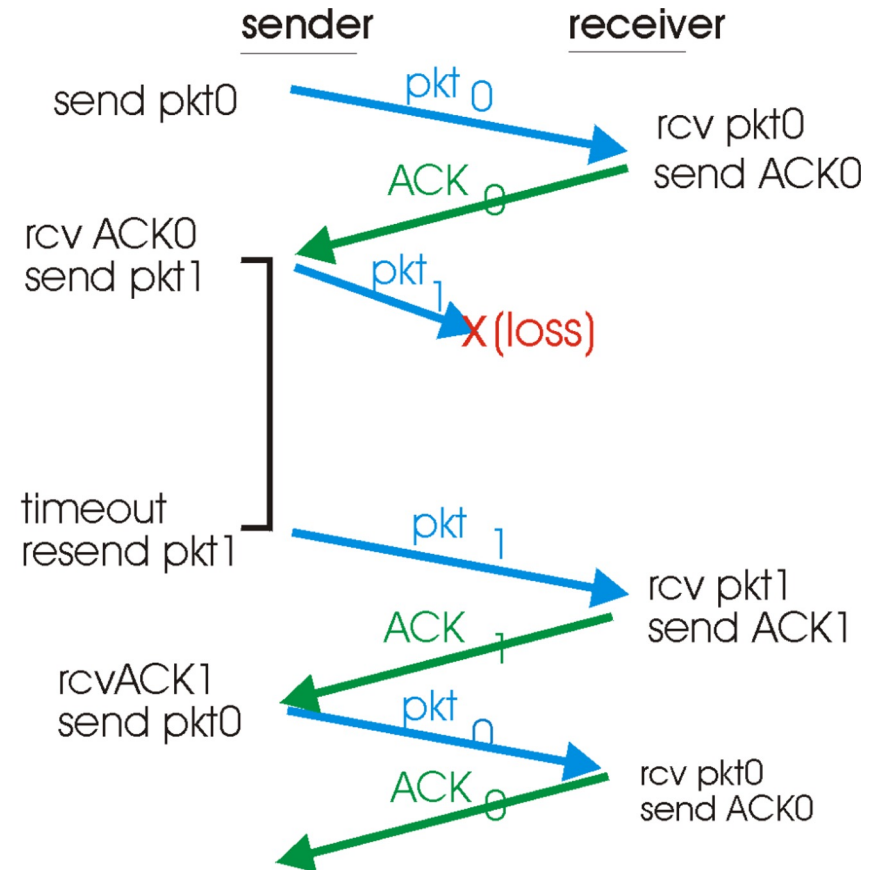 sender
receiver
send pkt0
pkt 0
rcv pkt0
send ACK0
ACK 0
rcv ACK0
send pkt1
pkt 1
X (loss)
timeout
resend pkt1
pkt 1
rcv pkt1
send ACK1
ACK 1
rcvACK1
send pkt0
pkt 0
rcv pkt0
send ACK0
ACK 0